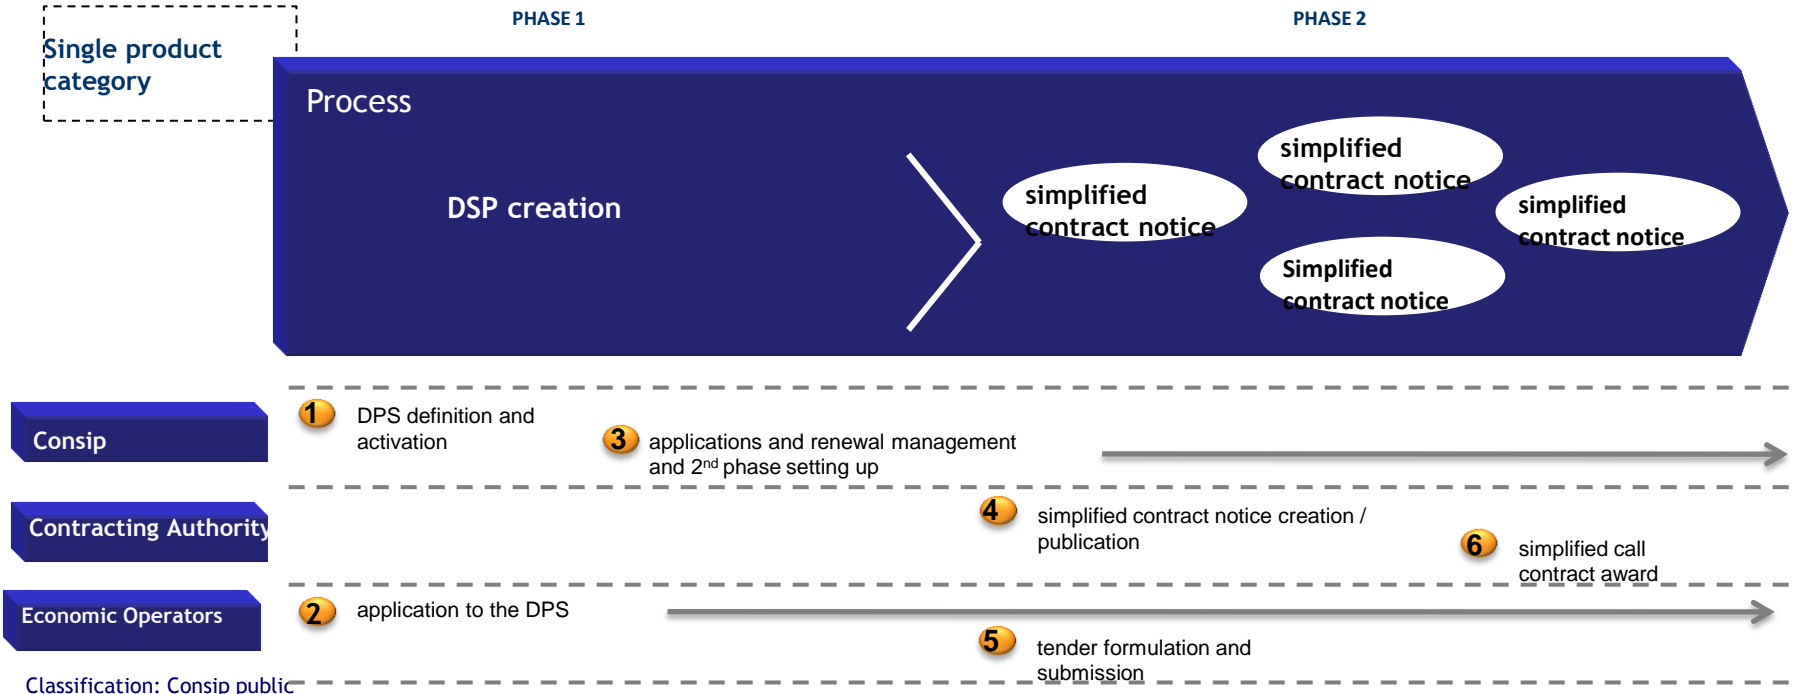 PHASE 1
PHASE 2
Single product
category
Process
DSP creation
simplified
contract notice
simplified
contract notice
simplified
contract notice
Simplified
contract notice
Consip
1
DPS definition and
activation
3
applications and renewal management
and 2nd phase setting up
Contracting Authority
4
simplified contract notice creation /
publication
6
simplified call
contract award
Economic Operators
2
application to the DPS
5
tender formulation and
submission
Classification: Consip public